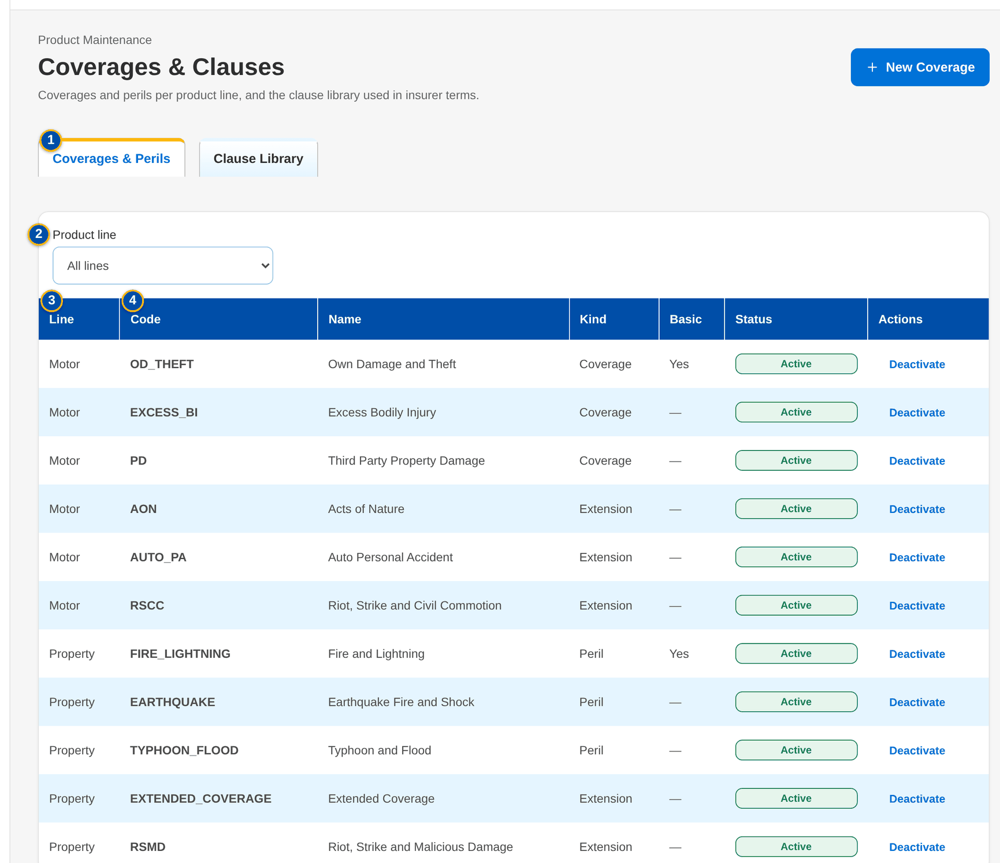 Product Maintenance
Coverages & Clauses
+ New Coverage
Coverages and perils per product line, and the clause library used in insurer terms.
1
Coverages & Perils
Clause Library
2
Product line
All lines
3
4
Line Code Name Kind Basic Status Actions
Motor OD_THEFT Own Damage and Theft Coverage Yes Active Deactivate
Motor EXCESS_BI Excess Bodily Injury Coverage — Active Deactivate
Motor PD Third Party Property Damage Coverage — Active Deactivate
Motor AON Acts of Nature Extension — Active Deactivate
Motor AUTO_PA Auto Personal Accident Extension — Active Deactivate
Motor RSCC Riot, Strike and Civil Commotion Extension — Active Deactivate
Property FIRE_LIGHTNING Fire and Lightning Peril Yes Active Deactivate
Property EARTHQUAKE Earthquake Fire and Shock Peril — Active Deactivate
Property TYPHOON_FLOOD Typhoon and Flood Peril — Active Deactivate
Property EXTENDED_COVERAGE Extended Coverage Extension — Active Deactivate
Property RSMD Riot, Strike and Malicious Damage Extension — Active Deactivate